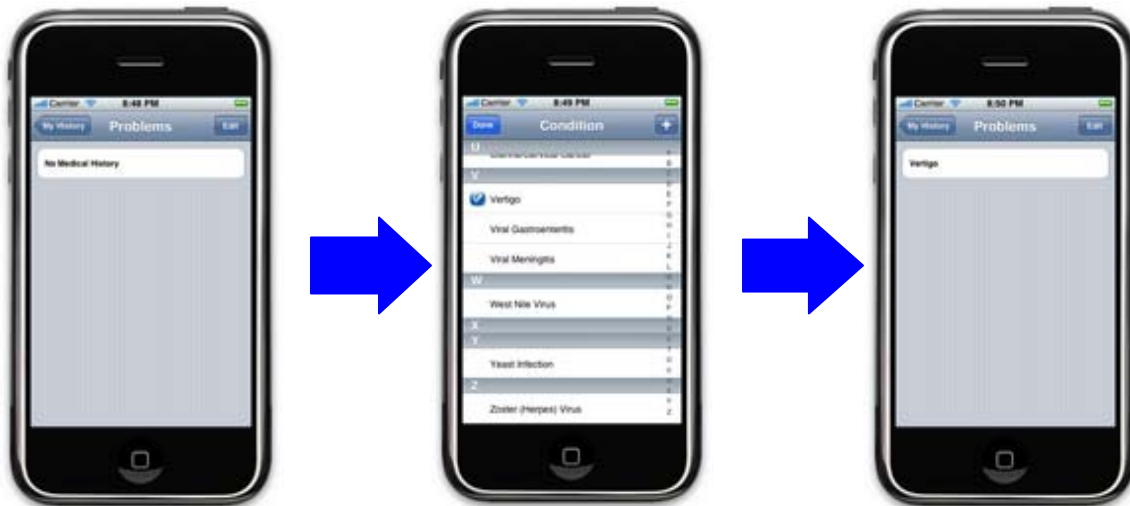 Carrier 8:48 PM
My History Problems Edit
No Medical History
Carrier 8:49 PM
Done Condition +
U
V
Vertigo
Viral Gastroenteritis
Viral Meningitis
W
West Nile Virus
X
Y
Yeast Infection
Z
Zoster (Herpes) Virus
Carrier 8:50 PM
My History Problems Edit
Vertigo